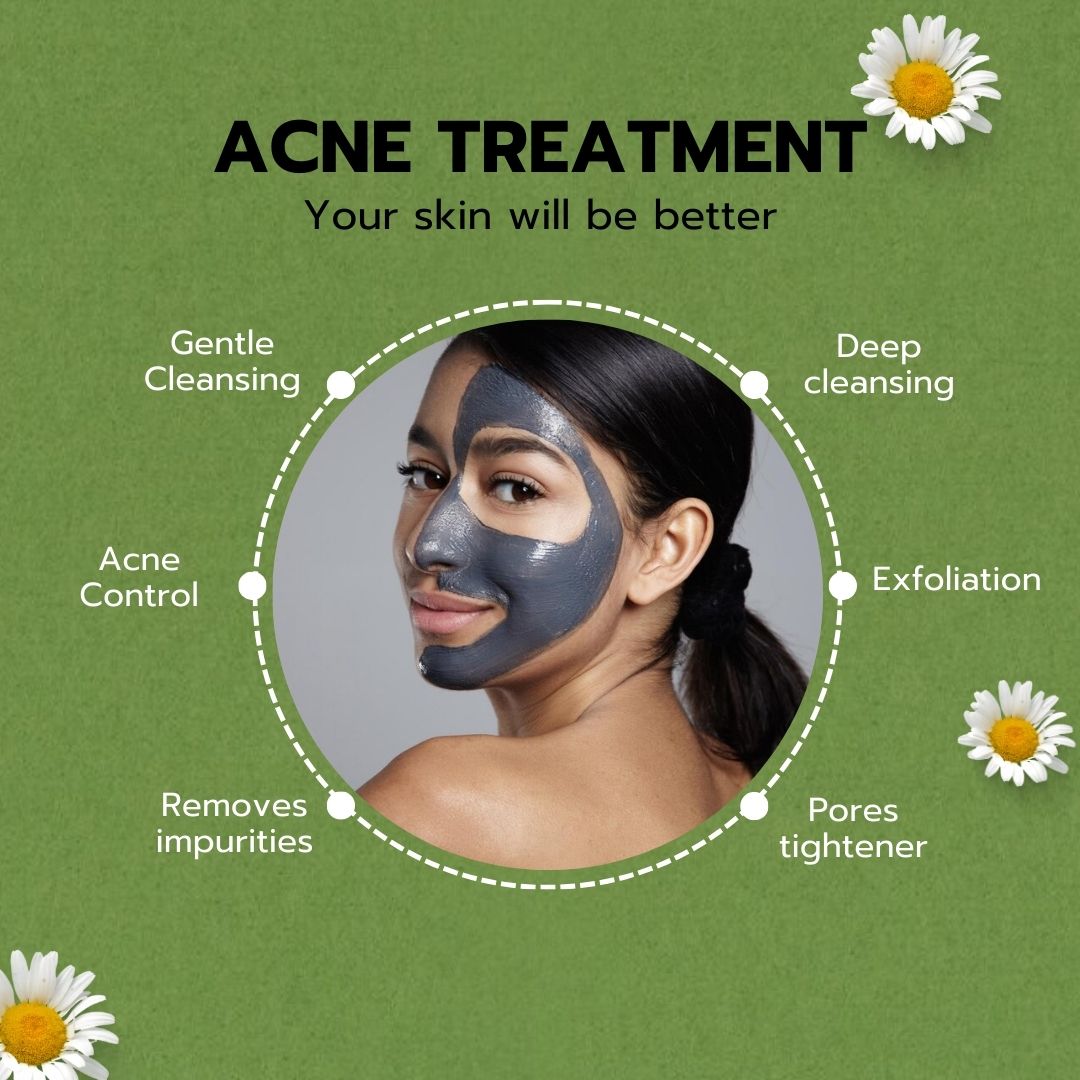 ACNE TREATMENT
Your skin will be better
Gentle
Cleansing
Deep
cleansing
Acne
Control
Exfoliation
Removes
impurities
Pores
tightener